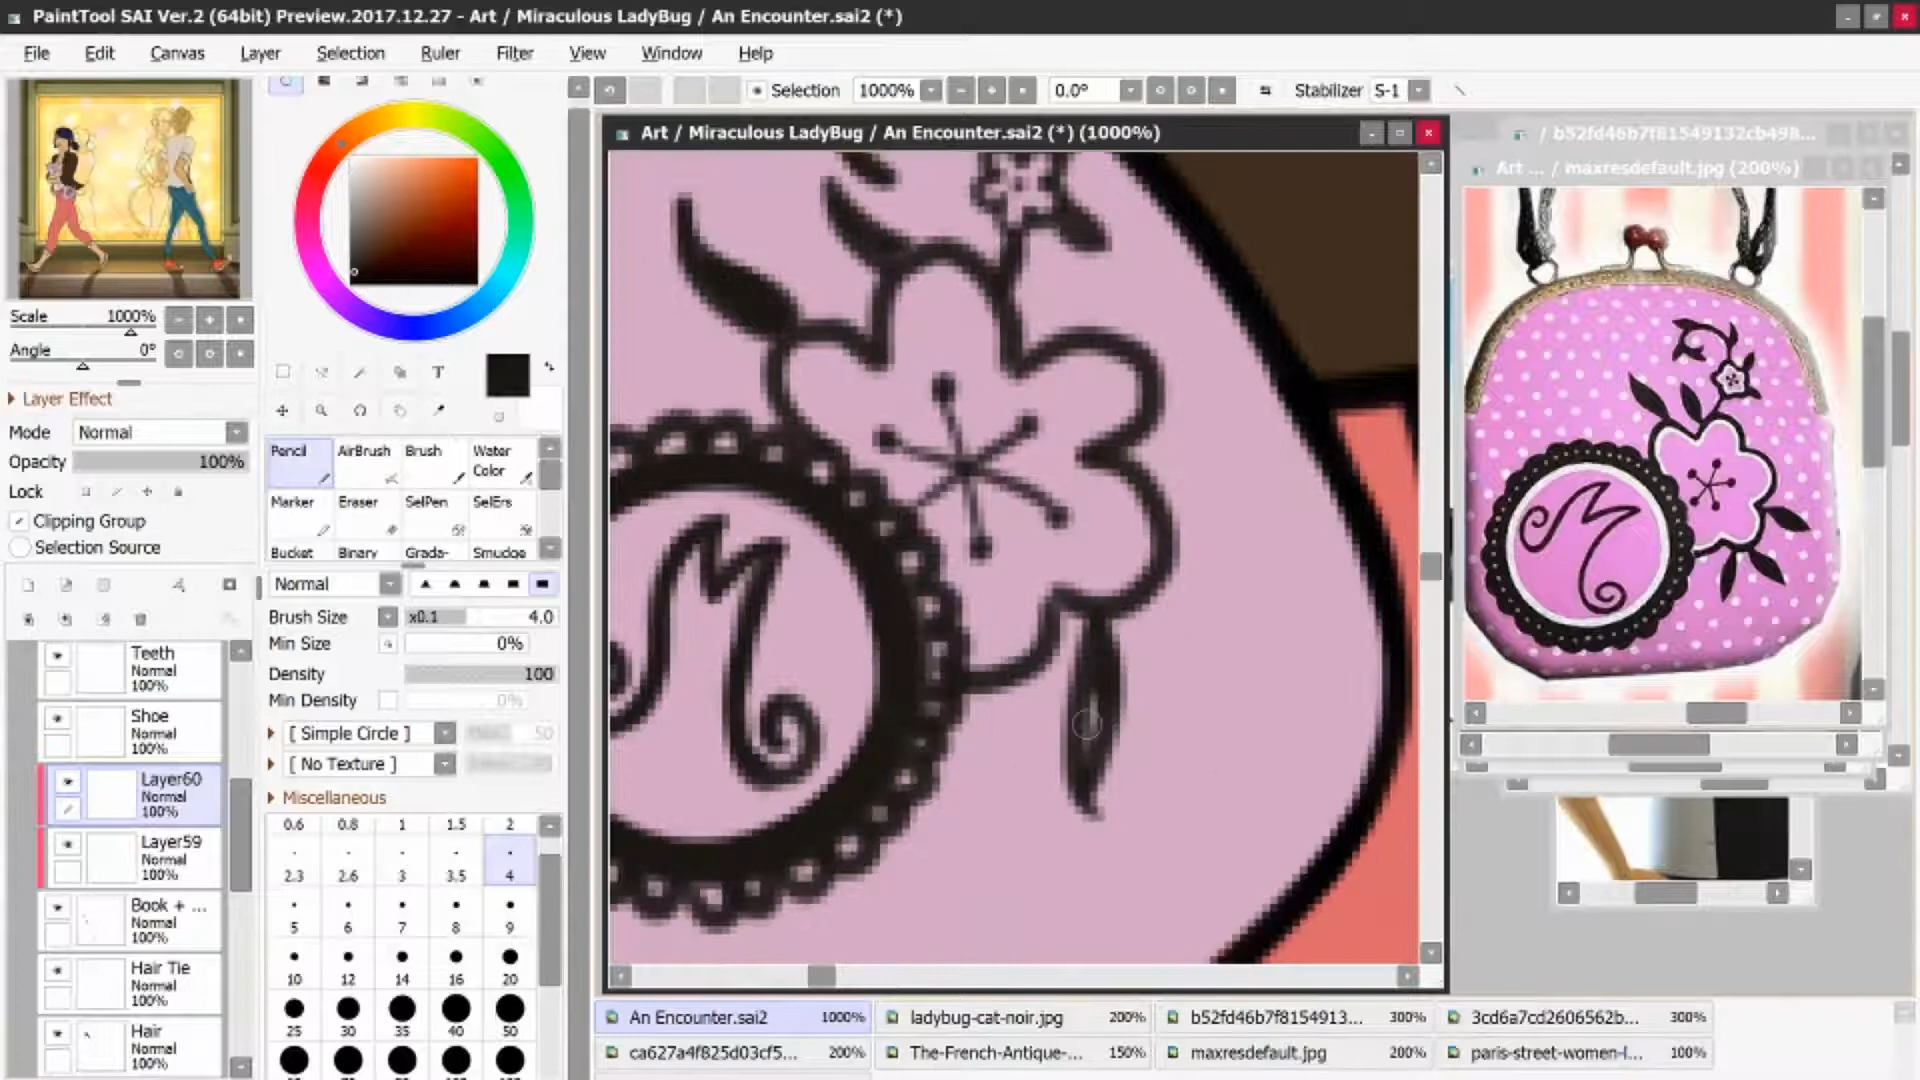 PaintTool SAI Ver.2 (64bit) Preview.2017.12.27 - Art / Miraculous LadyBug / An Encounter.sai2 (*)
File Edit Canvas Layer Selection Ruler Filter View Window Help
Selection 1000% 0.0° Stabilizer S-1
Art / Miraculous LadyBug / An Encounter.sai2 (*) (1000%)
/ b52fd46b7f81549132cb498...
Art ... / maxresdefault.jpg (200%)
Scale 1000%
Angle 0°
Layer Effect
Mode Normal
Opacity 100%
Lock
Clipping Group
Selection Source
Teeth
Normal
100%
Shoe
Normal
100%
Layer60
Normal
100%
Layer59
Normal
100%
Book + ...
Normal
100%
Hair Tie
Normal
100%
Hair
Normal
100%
T
Pencil AirBrush Brush Water Color
Marker Eraser SelPen SelErs
Bucket Binary Grada- Smudge
Normal
Brush Size x0.1 4.0
Min Size 0%
Density 100
Min Density 0%
[ Simple Circle ] 50
[ No Texture ]
Miscellaneous
0.6 0.8 1 1.5 2
2.3 2.6 3 3.5 4
5 6 7 8 9
10 12 14 16 20
25 30 35 40 50
M
An Encounter.sai2 1000% ladybug-cat-noir.jpg 200% b52fd46b7f8154913... 300% 3cd6a7cd2606562b... 300%
ca627a4f825d03cf5... 200% The-French-Antique-... 150% maxresdefault.jpg 200% paris-street-women-l... 100%